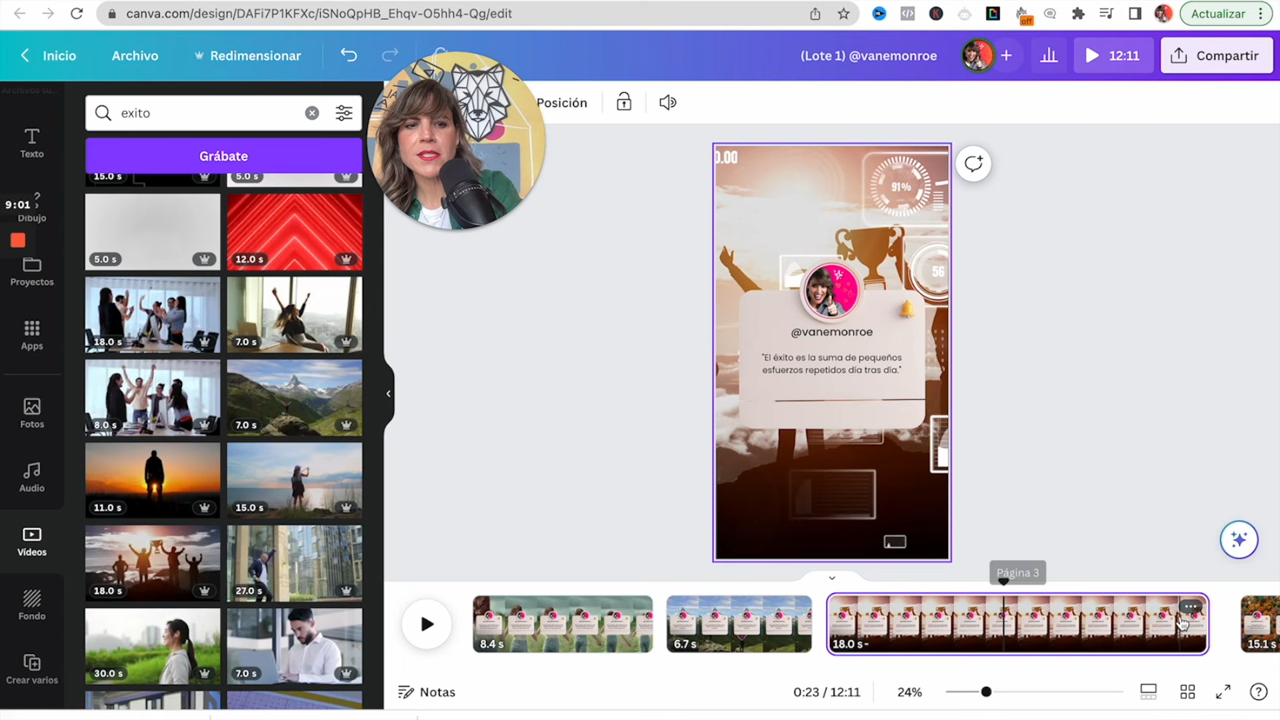 canva.com/design/DAFi7P1KFXc/iSNoQpHB_Ehqv-O5hh4-Qg/edit
off
Actualizar
Inicio
Archivo
Redimensionar
(Lote 1) @vanemonroe
12:11
Compartir
exito
Posición
Grábate
Texto
9:01
Dibujo
Proyectos
Apps
Fotos
Audio
Vídeos
Fondo
Crear varios
15.0 s
5.0 s
5.0 s
12.0 s
18.0 s
7.0 s
8.0 s
7.0 s
11.0 s
15.0 s
18.0 s
27.0 s
30.0 s
7.0 s
0.00
91%
56
@vanemonroe
"El éxito es la suma de pequeños
esfuerzos repetidos día tras día."
Página 3
8.4 s
6.7 s
18.0 s
15.1 s
Notas
0:23 / 12:11
24%